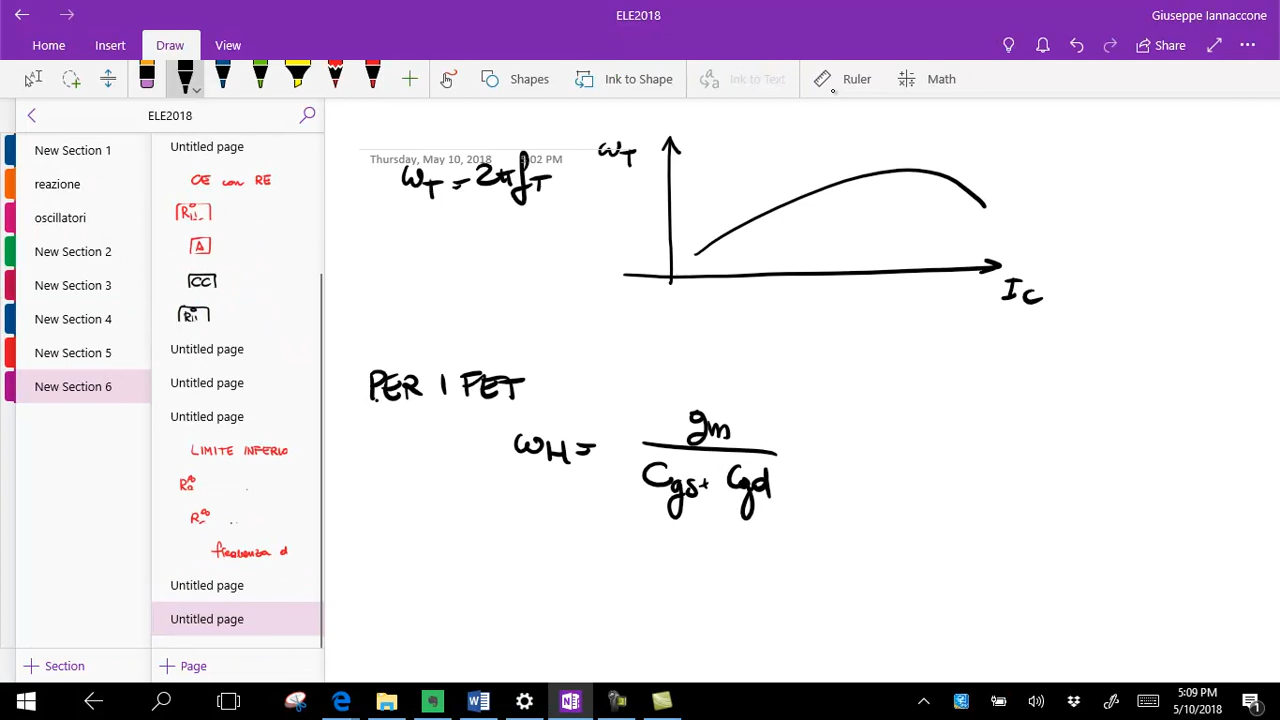 ELE2018
Giuseppe Iannaccone
Home
Insert
Draw
View
Share
Shapes
Ink to Shape
Ink to Text
Ruler
Math
ELE2018
New Section 1
reazione
oscillatori
New Section 2
New Section 3
New Section 4
New Section 5
New Section 6
Untitled page
CE con RE
A
CC
Untitled page
Untitled page
Untitled page
LIMITE INFERIO
frequenza d
Untitled page
Untitled page
Section
Page
Thursday, May 10, 2018 5:02 PM
ωT = 2πfT
ωT
IC
PER I FET
ωH = gm
Cgs + Cgd
5:09 PM
5/10/2018